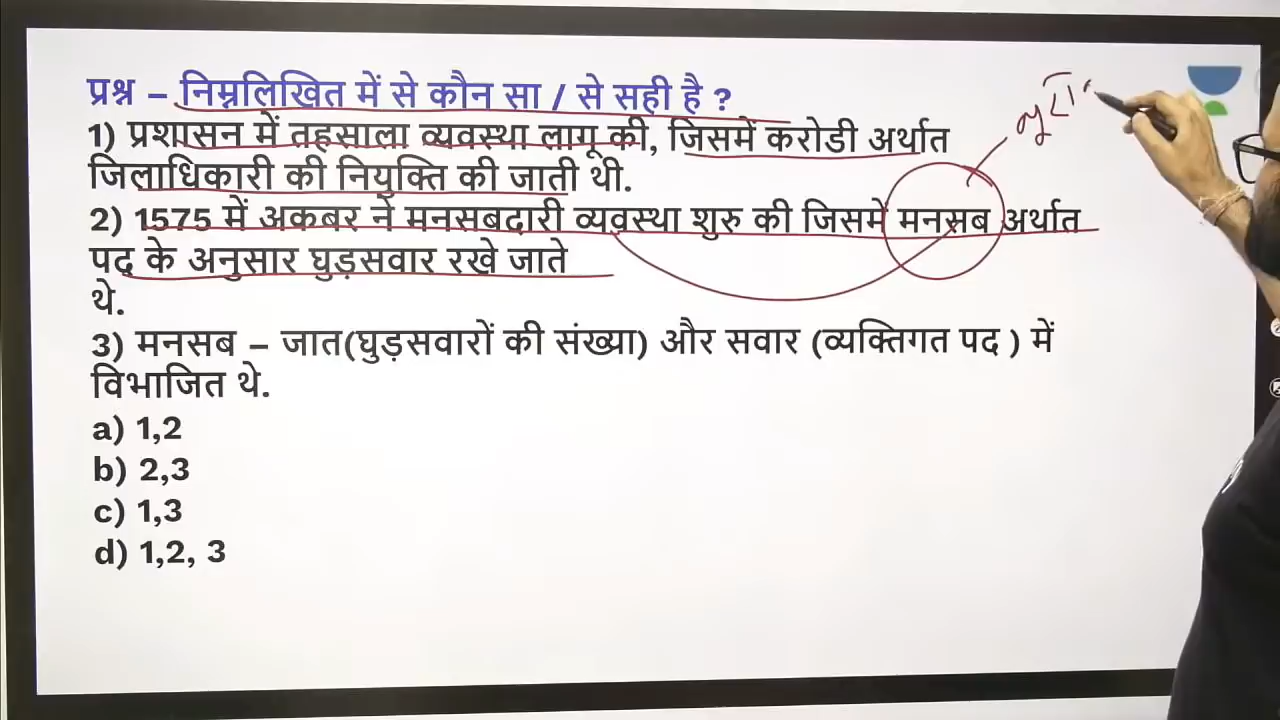 प्रश्न – निम्नलिखित में से कौन सा / से सही है ?
1) प्रशासन में तहसाला व्यवस्था लागू की, जिसमें करोडी अर्थात
जिलाधिकारी की नियुक्ति की जाती थी.
2) 1575 में अकबर ने मनसबदारी व्यवस्था शुरु की जिसमें मनसब अर्थात
पद के अनुसार घुड़सवार रखे जाते
थे.
3) मनसब – जात(घुड़सवारों की संख्या) और सवार (व्यक्तिगत पद ) में
विभाजित थे.
a) 1,2
b) 2,3
c) 1,3
d) 1,2, 3